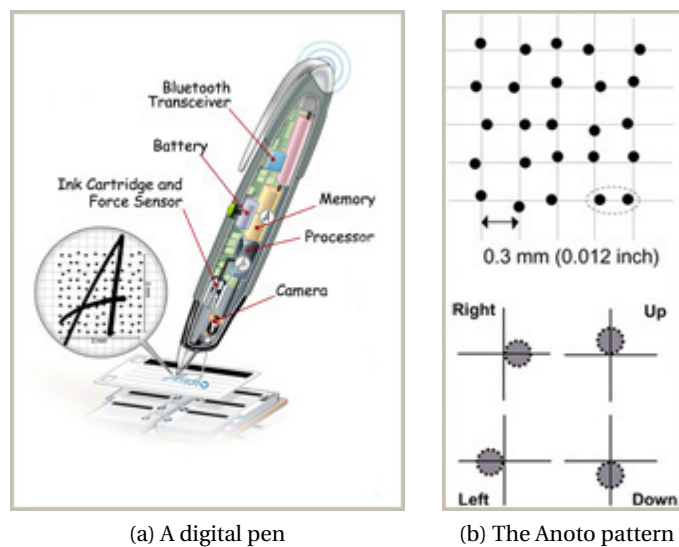 Bluetooth
Transceiver
Battery
Ink Cartridge and
Force Sensor
Memory
Processor
Camera
A
0.3 mm (0.012 inch)
Right
Up
Left
Down
(a) A digital pen
(b) The Anoto pattern